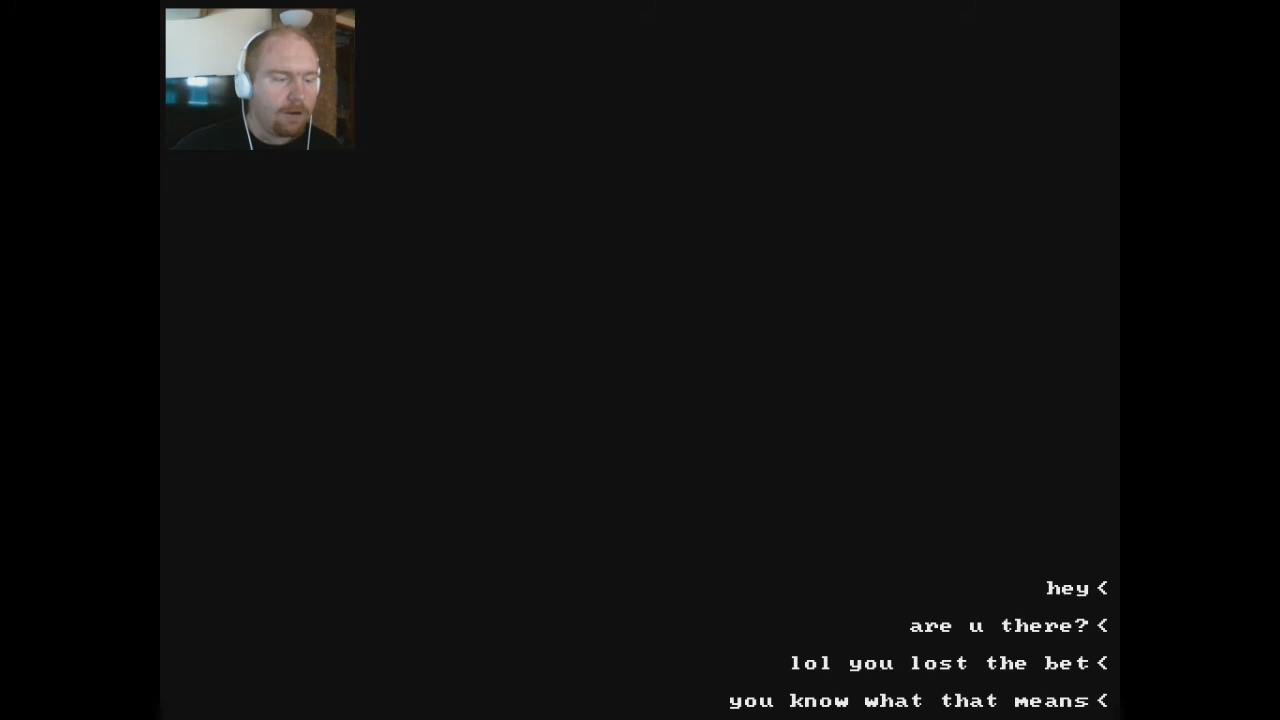 hey <
are u there? <
lol you lost the bet <
you know what that means <